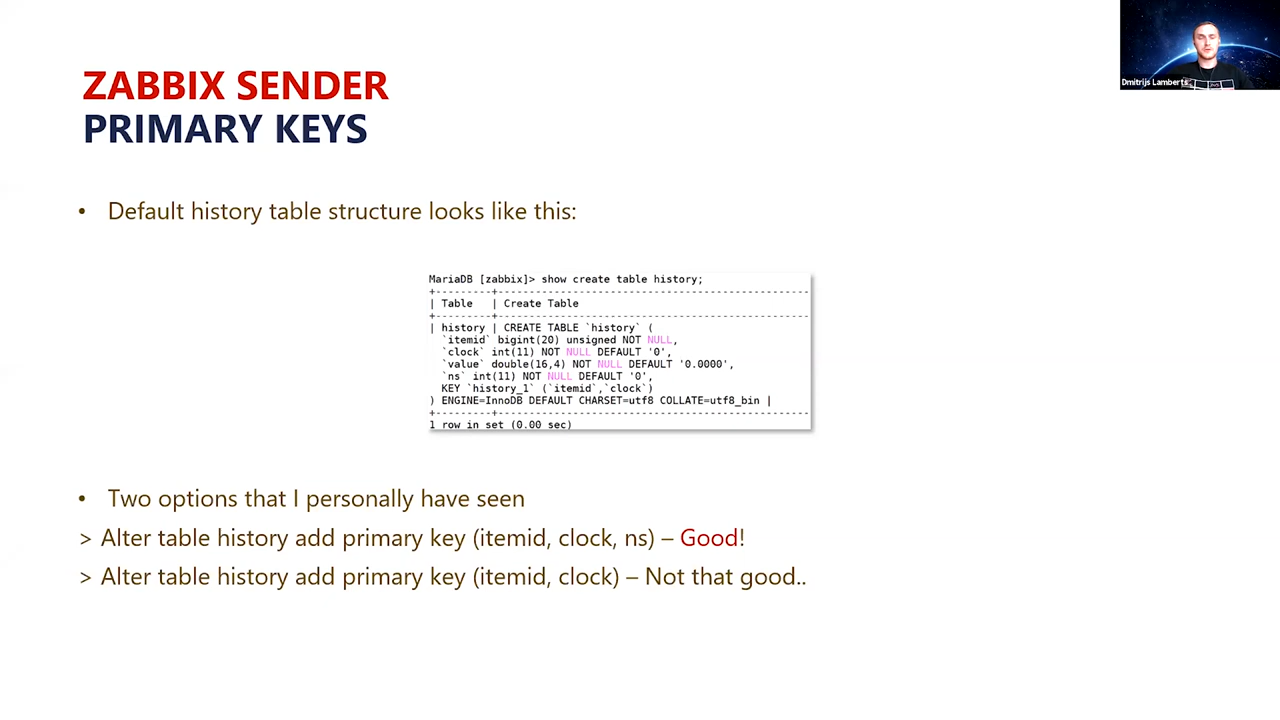 Dmitrijs Lamberts
ZABBIX SENDER
PRIMARY KEYS
• Default history table structure looks like this:
MariaDB [zabbix]> show create table history;
+---------+---------------------------------------------------
| Table | Create Table
+---------+---------------------------------------------------
| history | CREATE TABLE `history` (
`itemid` bigint(20) unsigned NOT NULL,
`clock` int(11) NOT NULL DEFAULT '0',
`value` double(16,4) NOT NULL DEFAULT '0.0000',
`ns` int(11) NOT NULL DEFAULT '0',
KEY `history_1` (`itemid`,`clock`)
) ENGINE=InnoDB DEFAULT CHARSET=utf8 COLLATE=utf8_bin |
+---------+---------------------------------------------------
1 row in set (0.00 sec)
• Two options that I personally have seen
> Alter table history add primary key (itemid, clock, ns) – Good!
> Alter table history add primary key (itemid, clock) – Not that good..